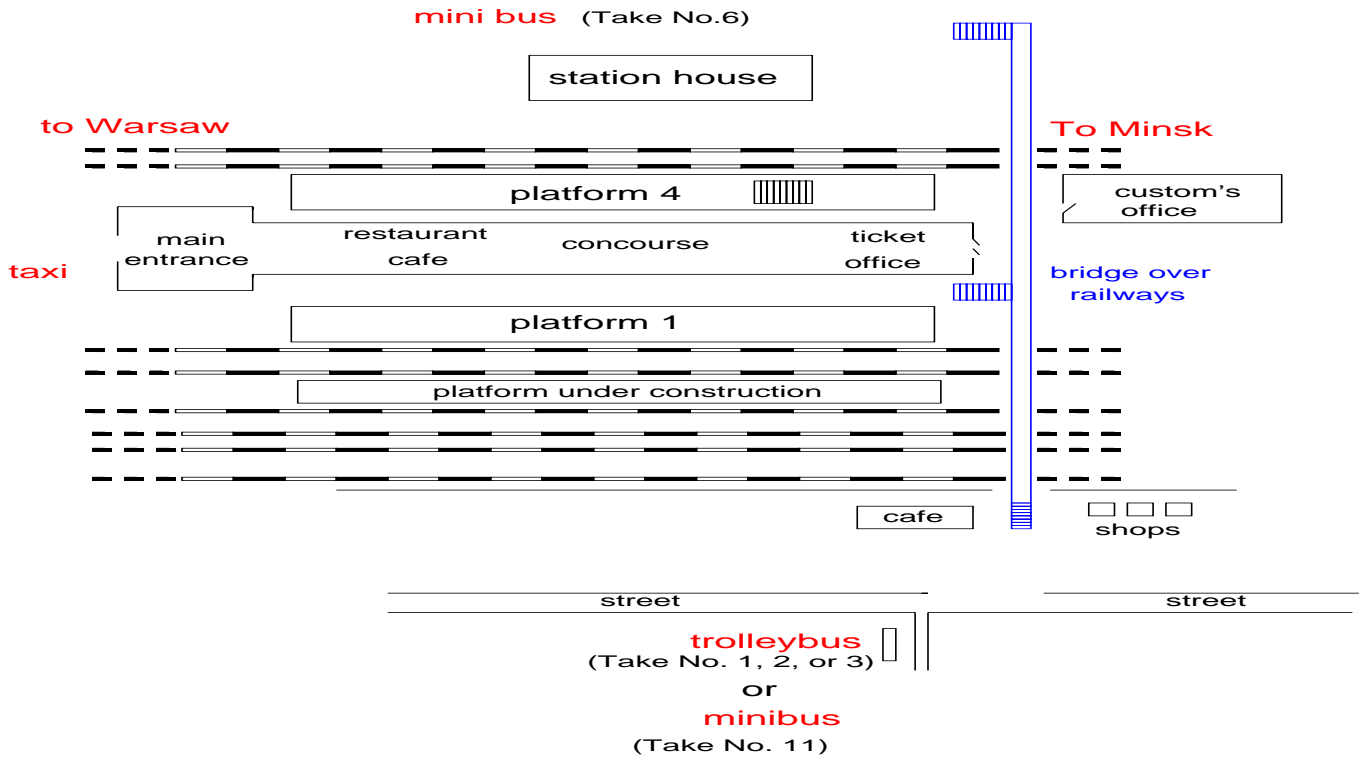 mini bus (Take No.6)
station house
to Warsaw
To Minsk
platform 4
custom's
office
main
entrance
restaurant
cafe
concourse
ticket
office
taxi
bridge over
railways
platform 1
platform under construction
cafe
shops
street
street
trolleybus
(Take No. 1, 2, or 3)
or
minibus
(Take No. 11)